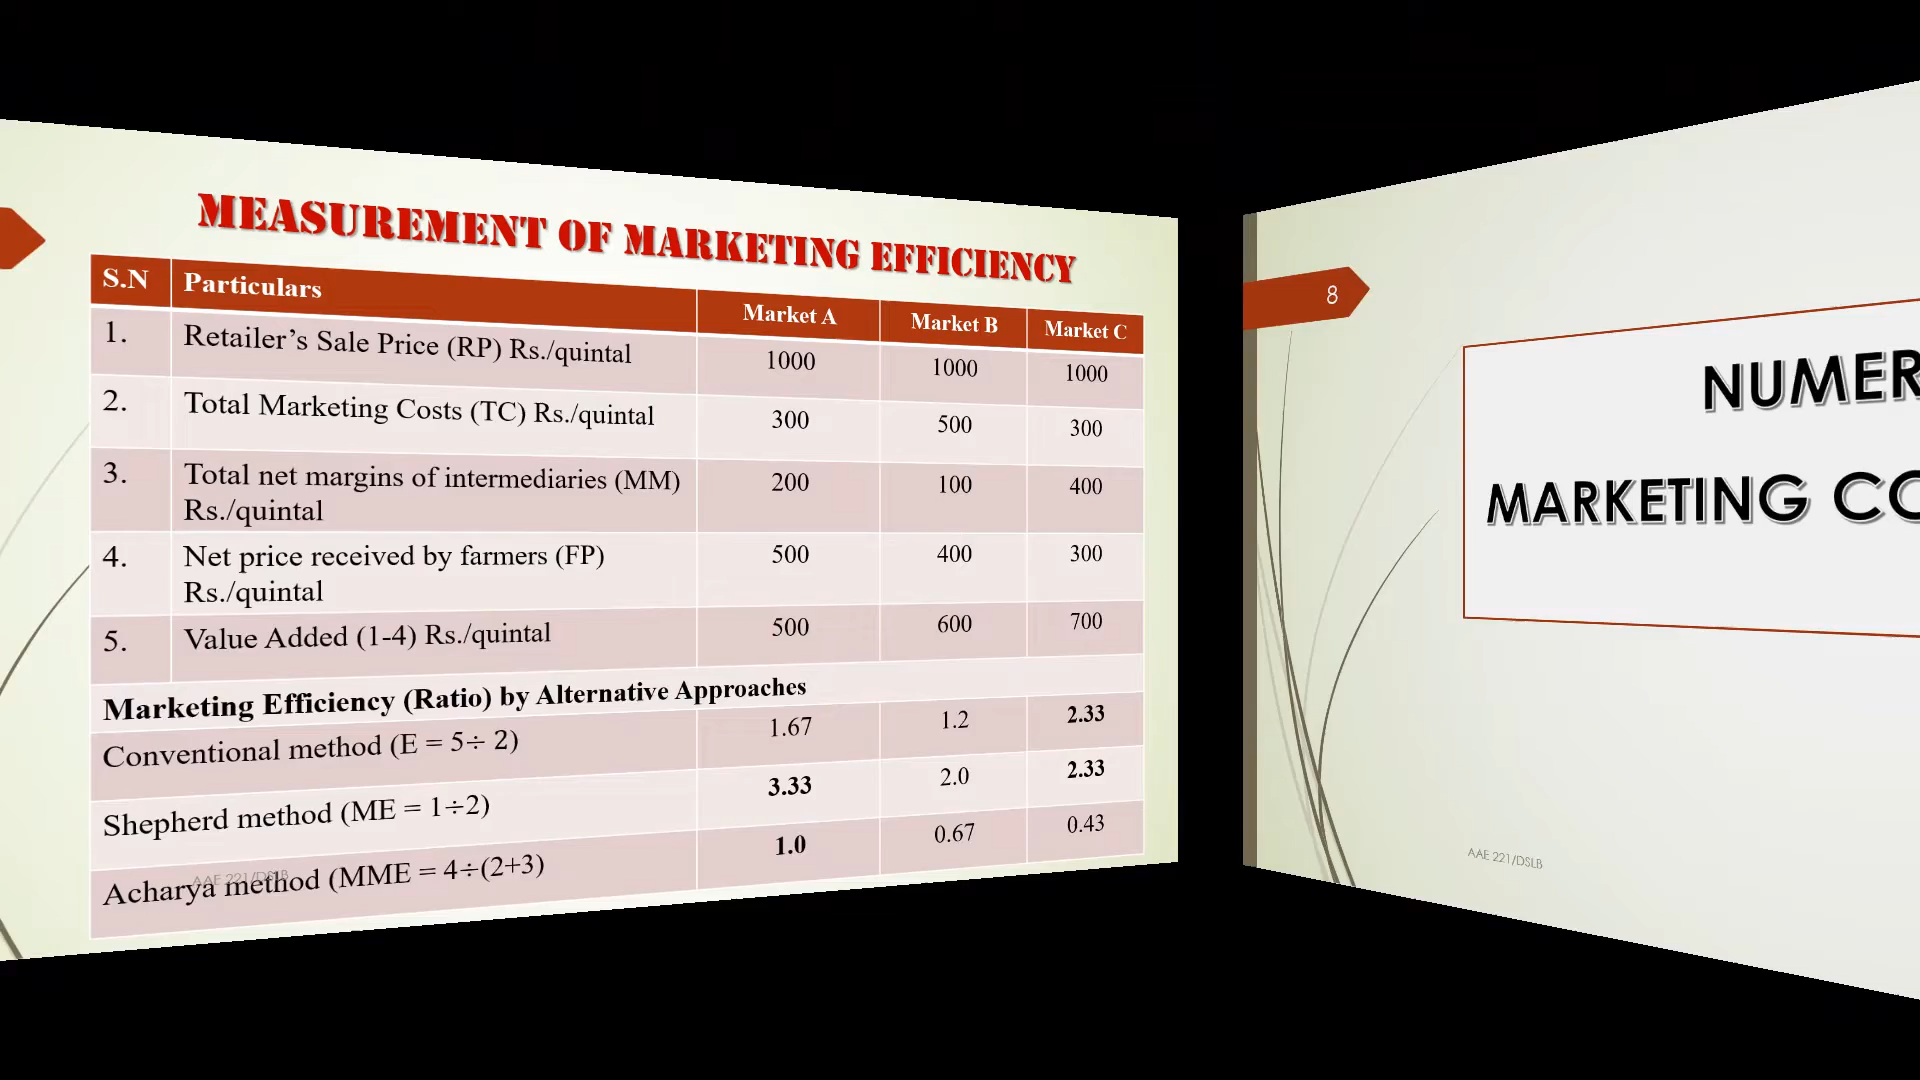 MEASUREMENT OF MARKETING EFFICIENCY
S.N Particulars Market A Market B Market C
1. Retailer’s Sale Price (RP) Rs./quintal 1000 1000 1000
2. Total Marketing Costs (TC) Rs./quintal 300 500 300
3. Total net margins of intermediaries (MM) 200 100 400
Rs./quintal
4. Net price received by farmers (FP) 500 400 300
Rs./quintal
5. Value Added (1-4) Rs./quintal 500 600 700
Marketing Efficiency (Ratio) by Alternative Approaches
Conventional method (E = 5÷ 2) 1.67 1.2 2.33
Shepherd method (ME = 1÷2) 3.33 2.0 2.33
Acharya method (MME = 4÷(2+3) 1.0 0.67 0.43
AAE 221/DSLB
8
NUMER
MARKETING CO
AAE 221/DSLB